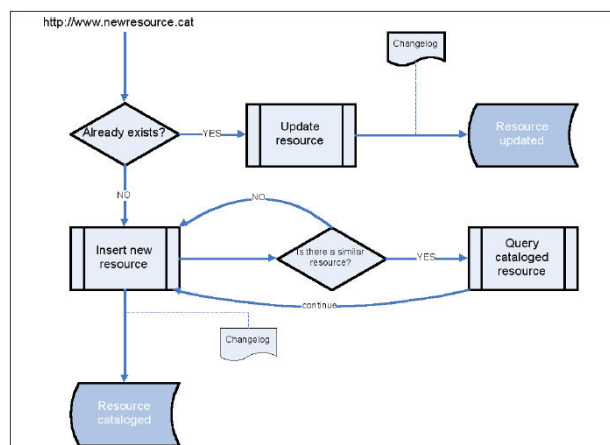 http://www.newresource.cat
Changelog
Already exists?
YES
Update
resource
Resource
updated
NO
NO
Insert new
resource
Is there a similar
resource?
YES
Query
cataloged
resource
continue
Changelog
Resource
cataloged